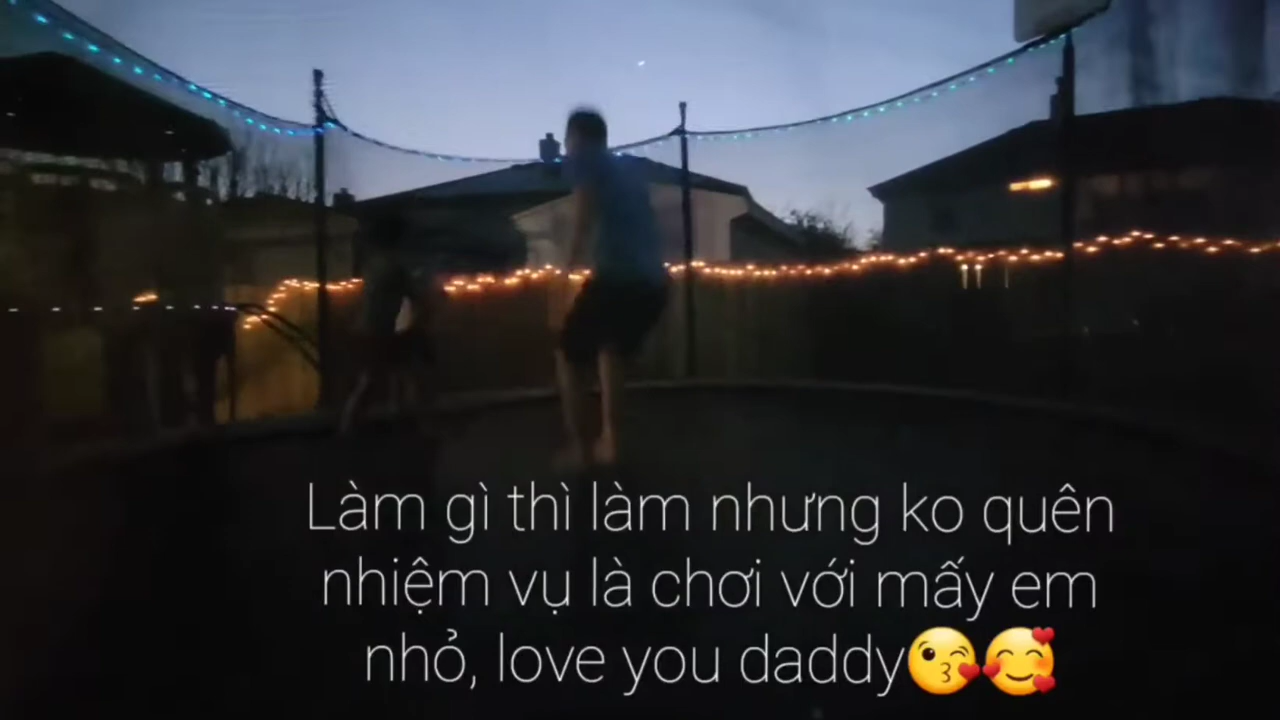 Làm gì thì làm nhưng ko quên
nhiệm vụ là chơi với mấy em
nhỏ, love you daddy😘🥰